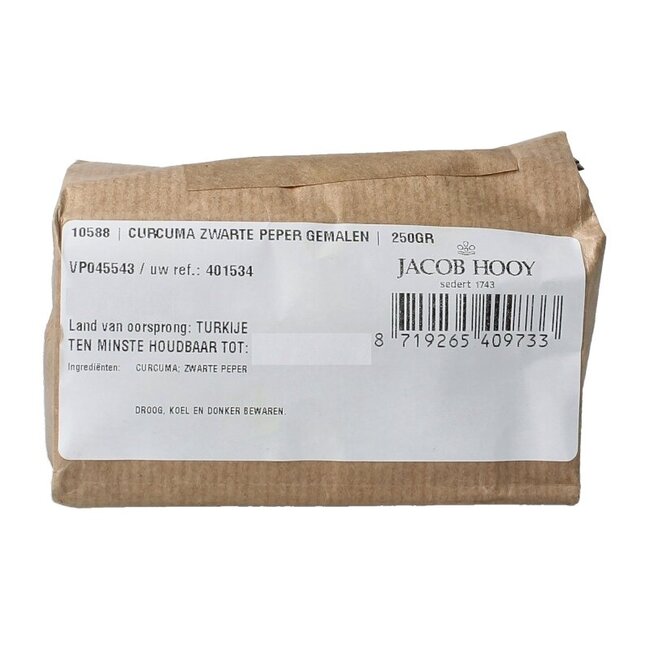 10588 | CURCUMA ZWARTE PEPER GEMALEN | 250GR
VP045543 / uw ref.: 401534
JACOB HOOY
sedert 1743
Land van oorsprong: TURKIJE
TEN MINSTE HOUDBAAR TOT:
8 719265 409733
Ingrediënten: CURCUMA; ZWARTE PEPER
DROOG, KOEL EN DONKER BEWAREN.